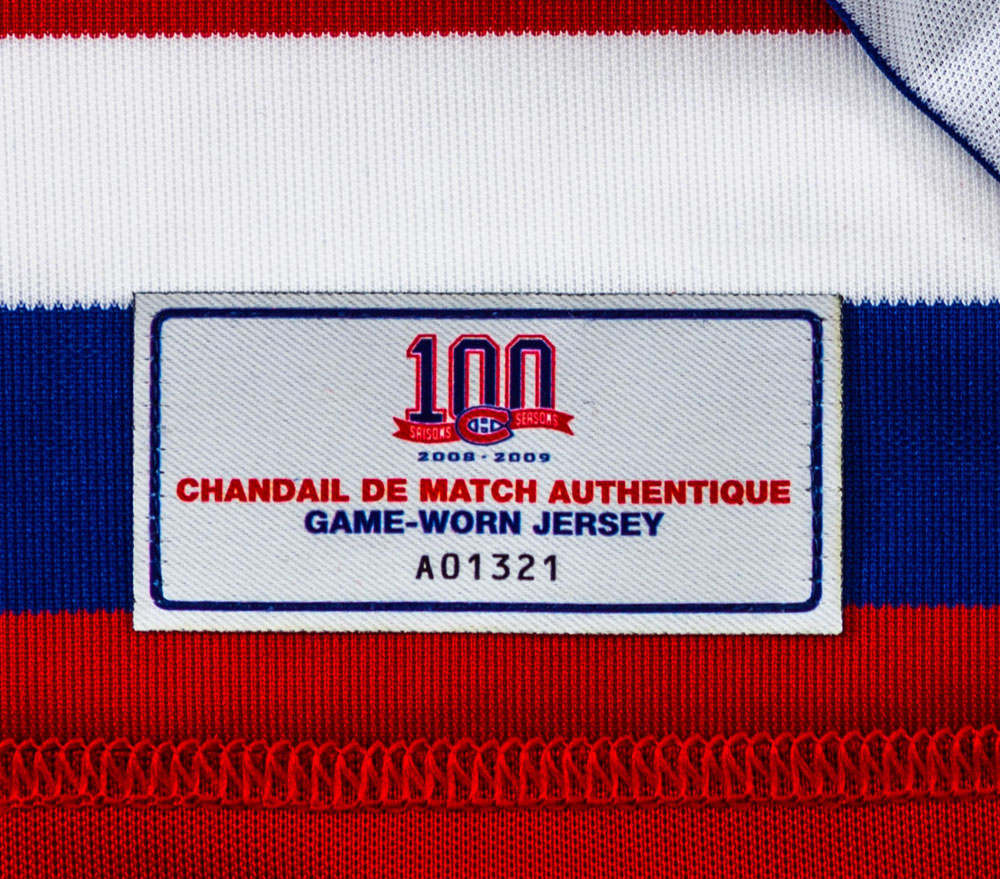 100
SAISONS SEASONS
2008 - 2009
CHANDAIL DE MATCH AUTHENTIQUE
GAME-WORN JERSEY
A01321